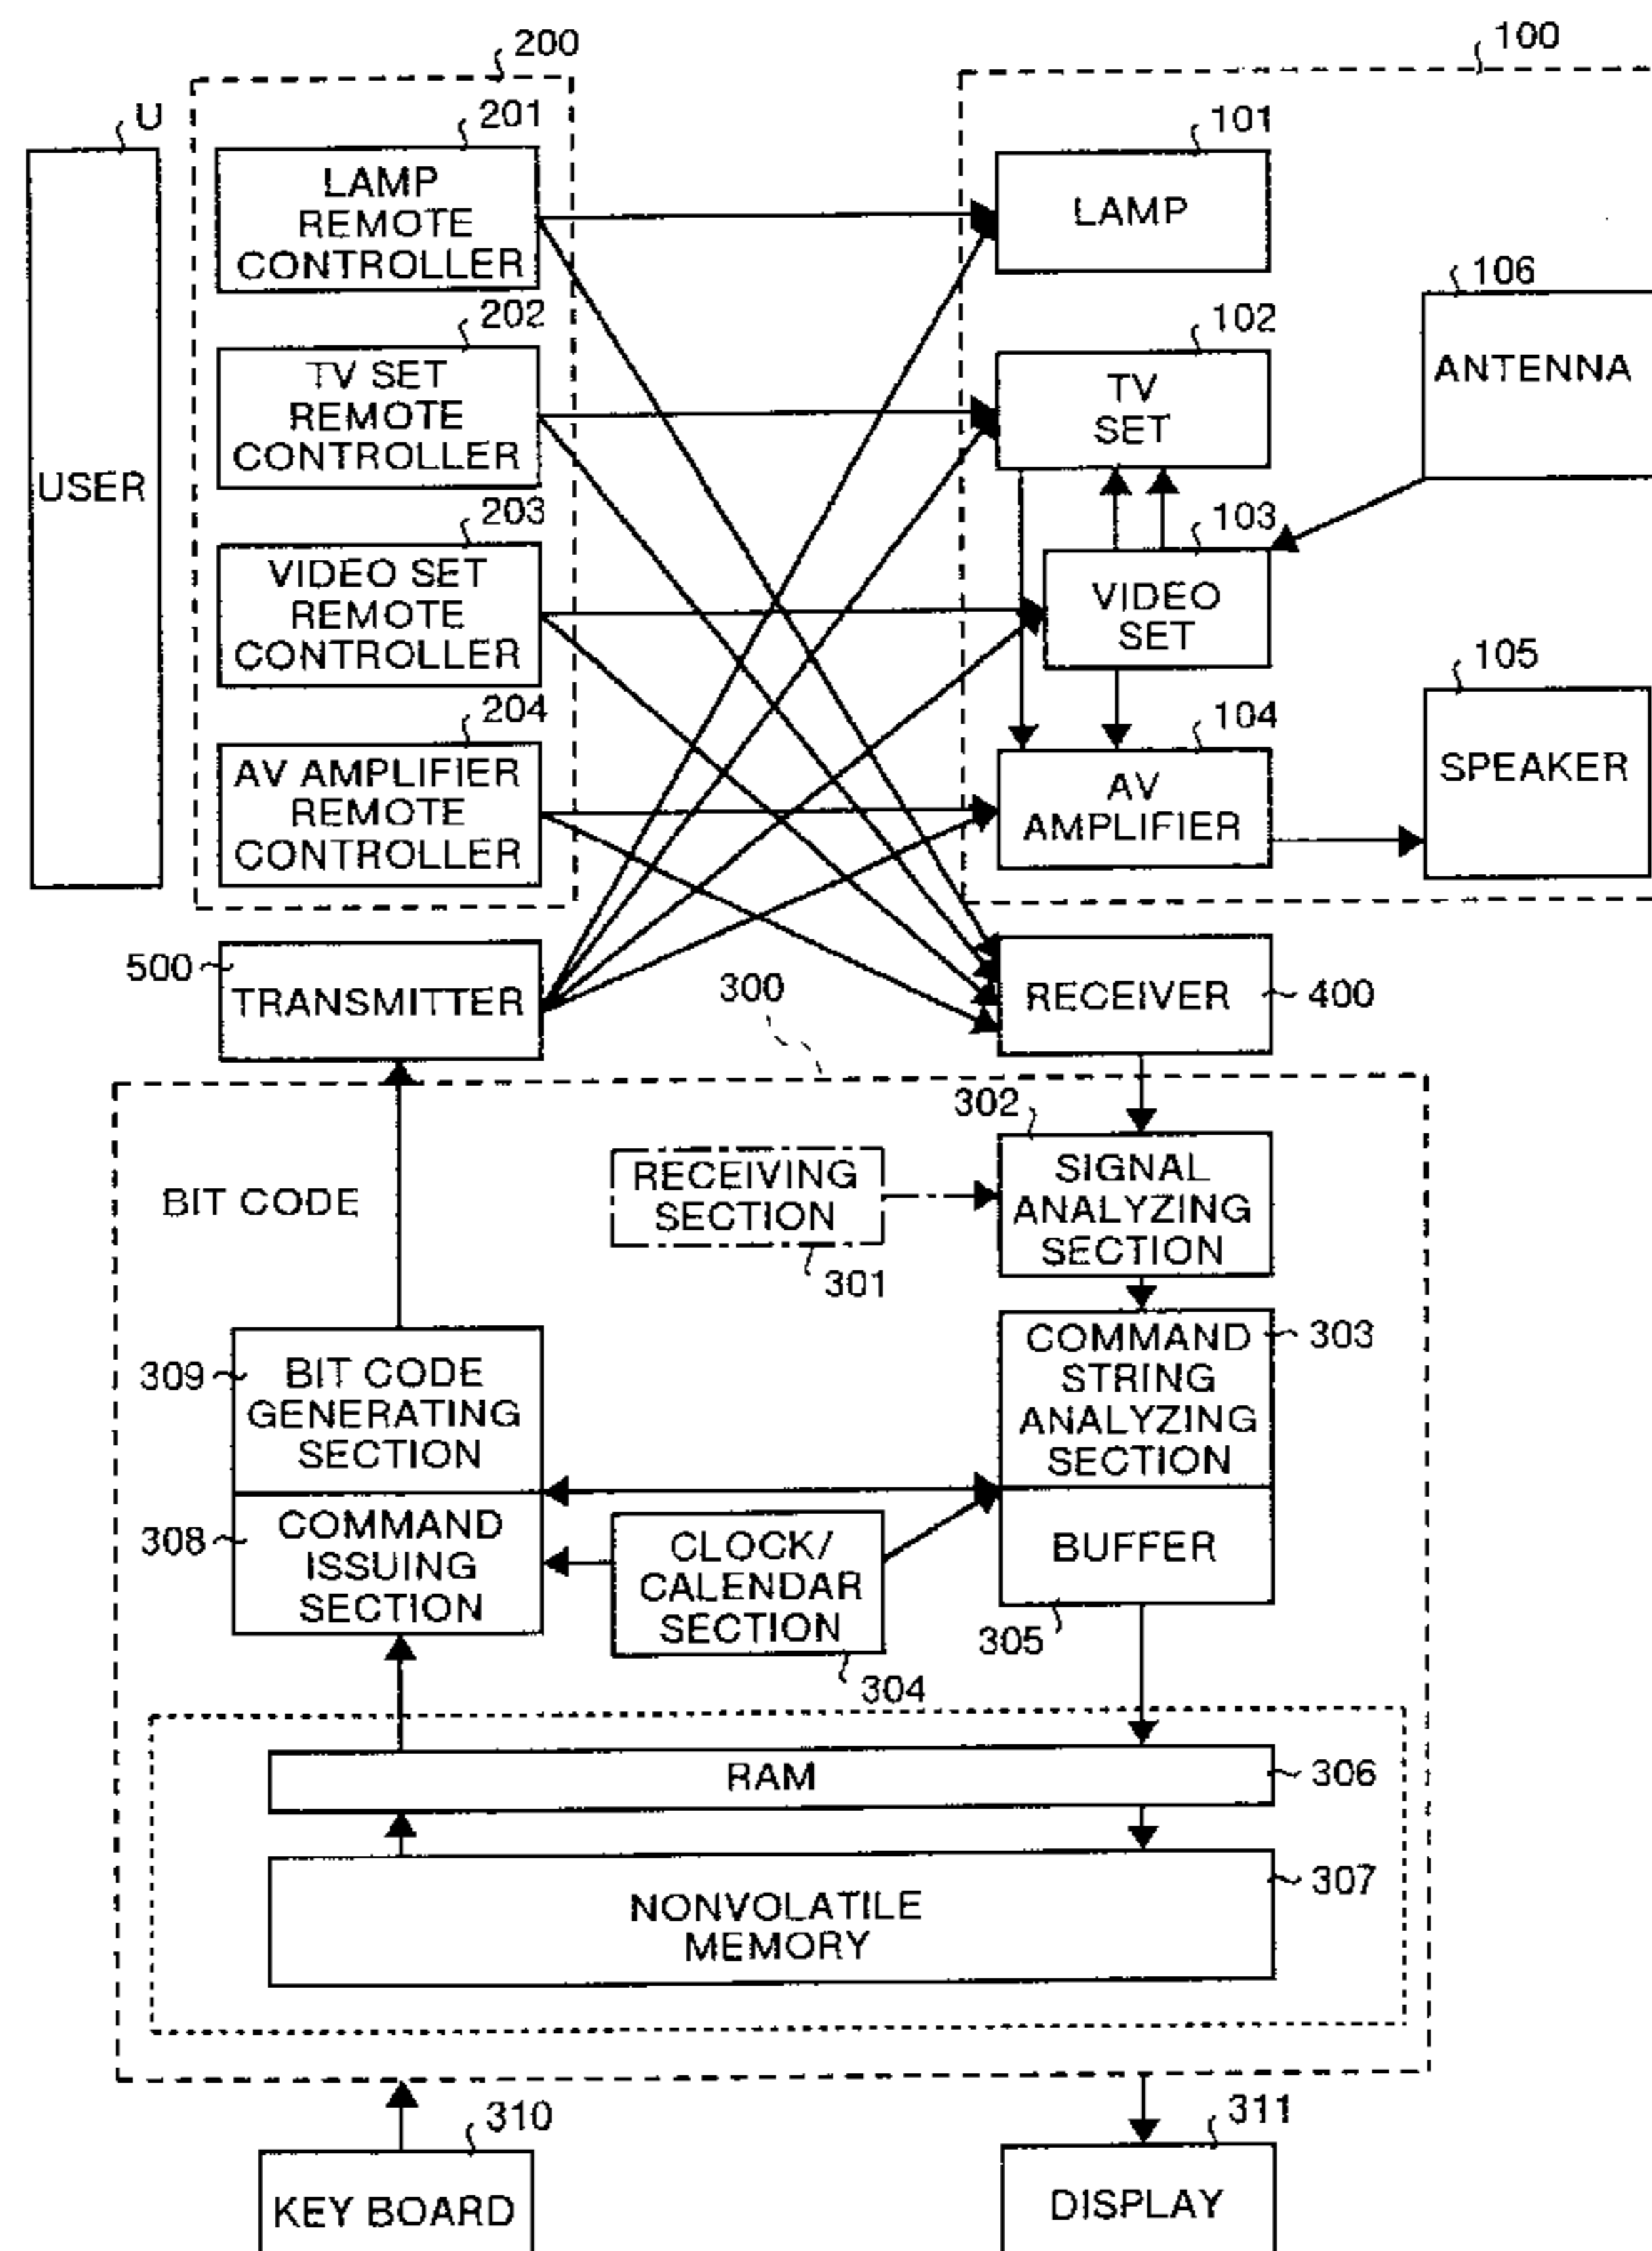 200
100
U
201
101
LAMP
REMOTE
CONTROLLER
LAMP
106
202
102
ANTENNA
TV SET
REMOTE
CONTROLLER
TV
SET
USER
203
103
VIDEO SET
REMOTE
CONTROLLER
VIDEO
SET
105
204
104
AV AMPLIFIER
REMOTE
CONTROLLER
AV
AMPLIFIER
SPEAKER
500
TRANSMITTER
300
RECEIVER
400
302
RECEIVING
SECTION
301
SIGNAL
ANALYZING
SECTION
BIT CODE
309
BIT CODE
GENERATING
SECTION
COMMAND
STRING
ANALYZING
SECTION
303
308
COMMAND
ISSUING
SECTION
CLOCK/
CALENDAR
SECTION
304
BUFFER
305
RAM
306
NONVOLATILE
MEMORY
307
310
311
KEY BOARD
DISPLAY